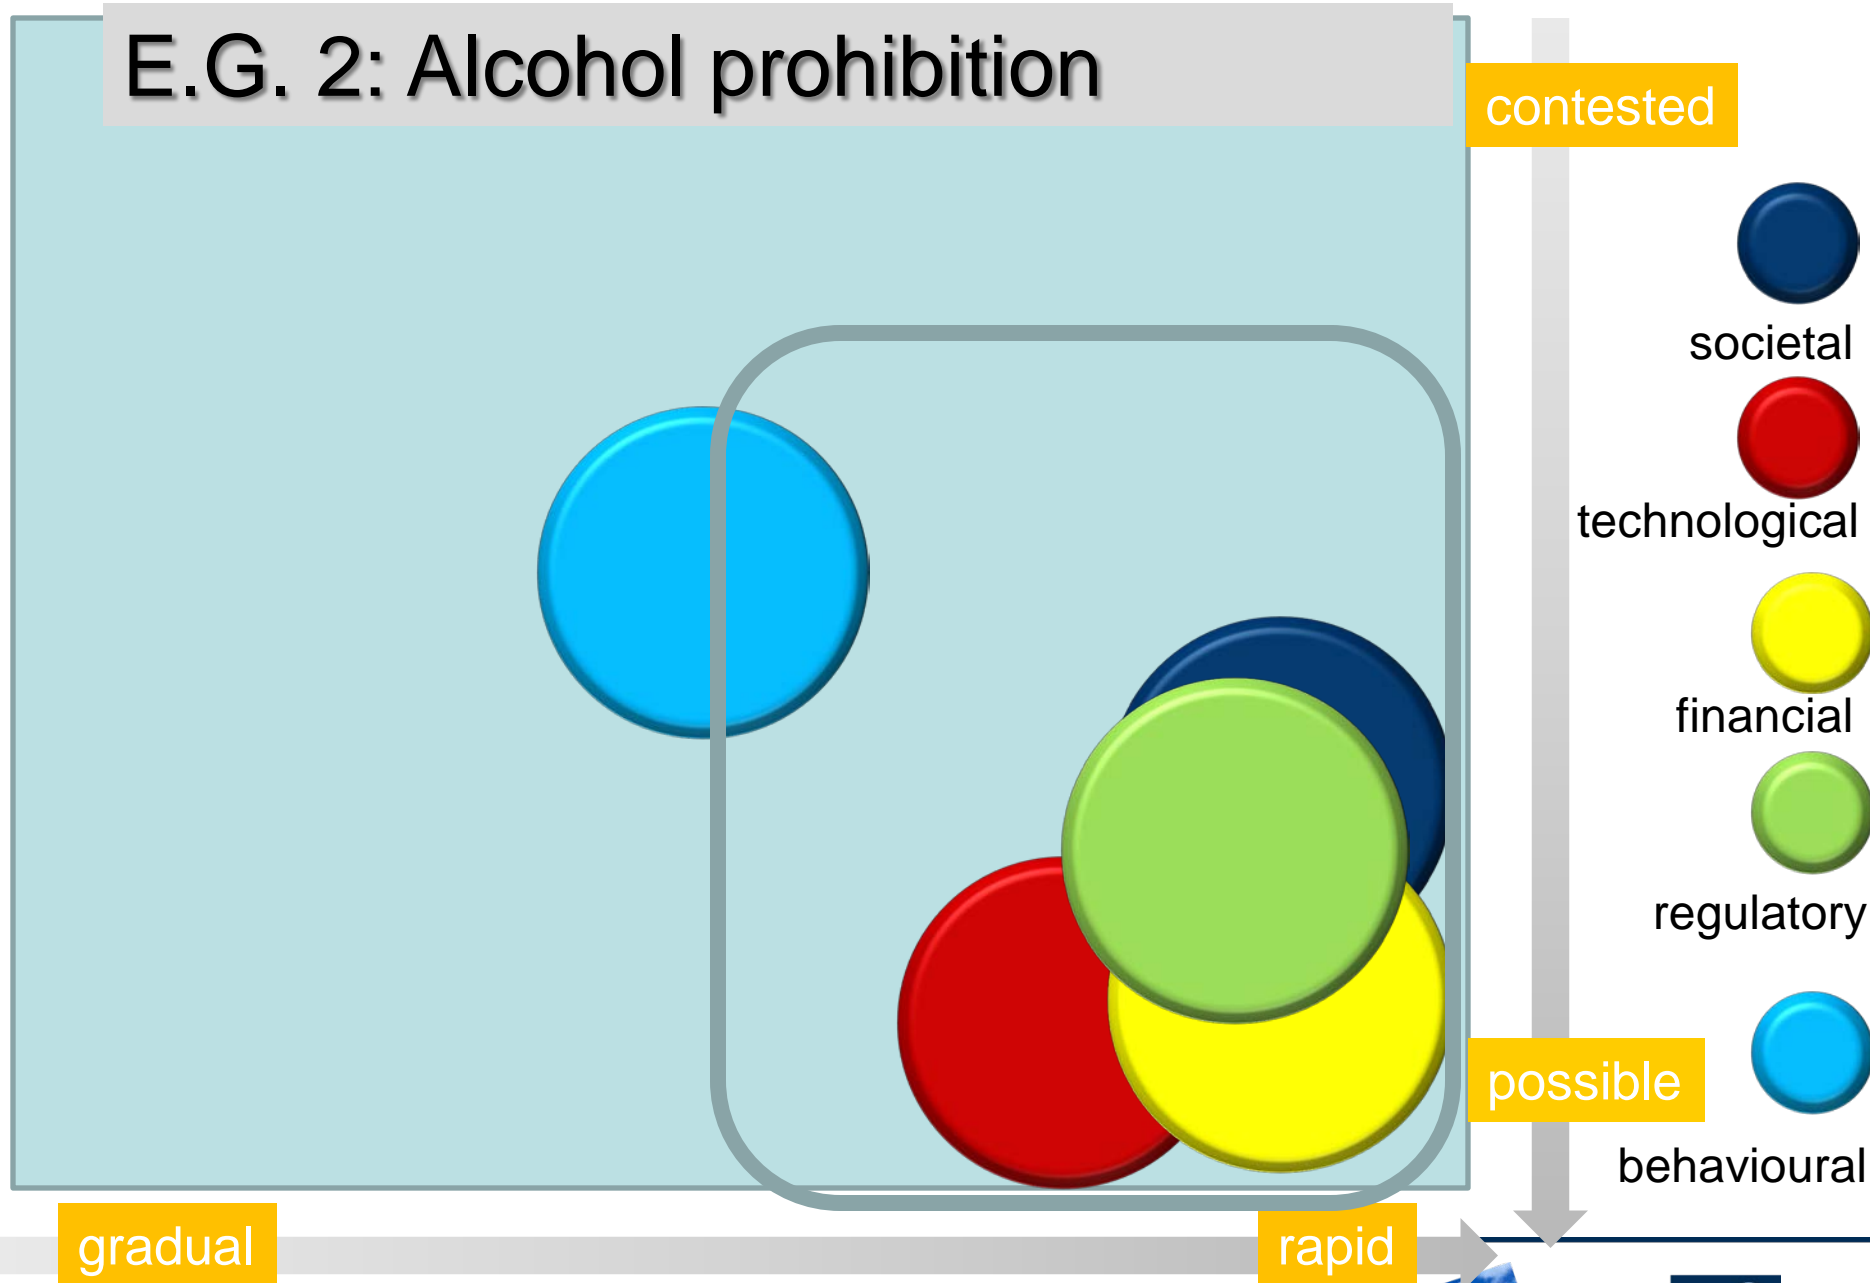 E.G. 2: Alcohol prohibition
contested
societal
technological
financial
regulatory
possible
behavioural
gradual
rapid